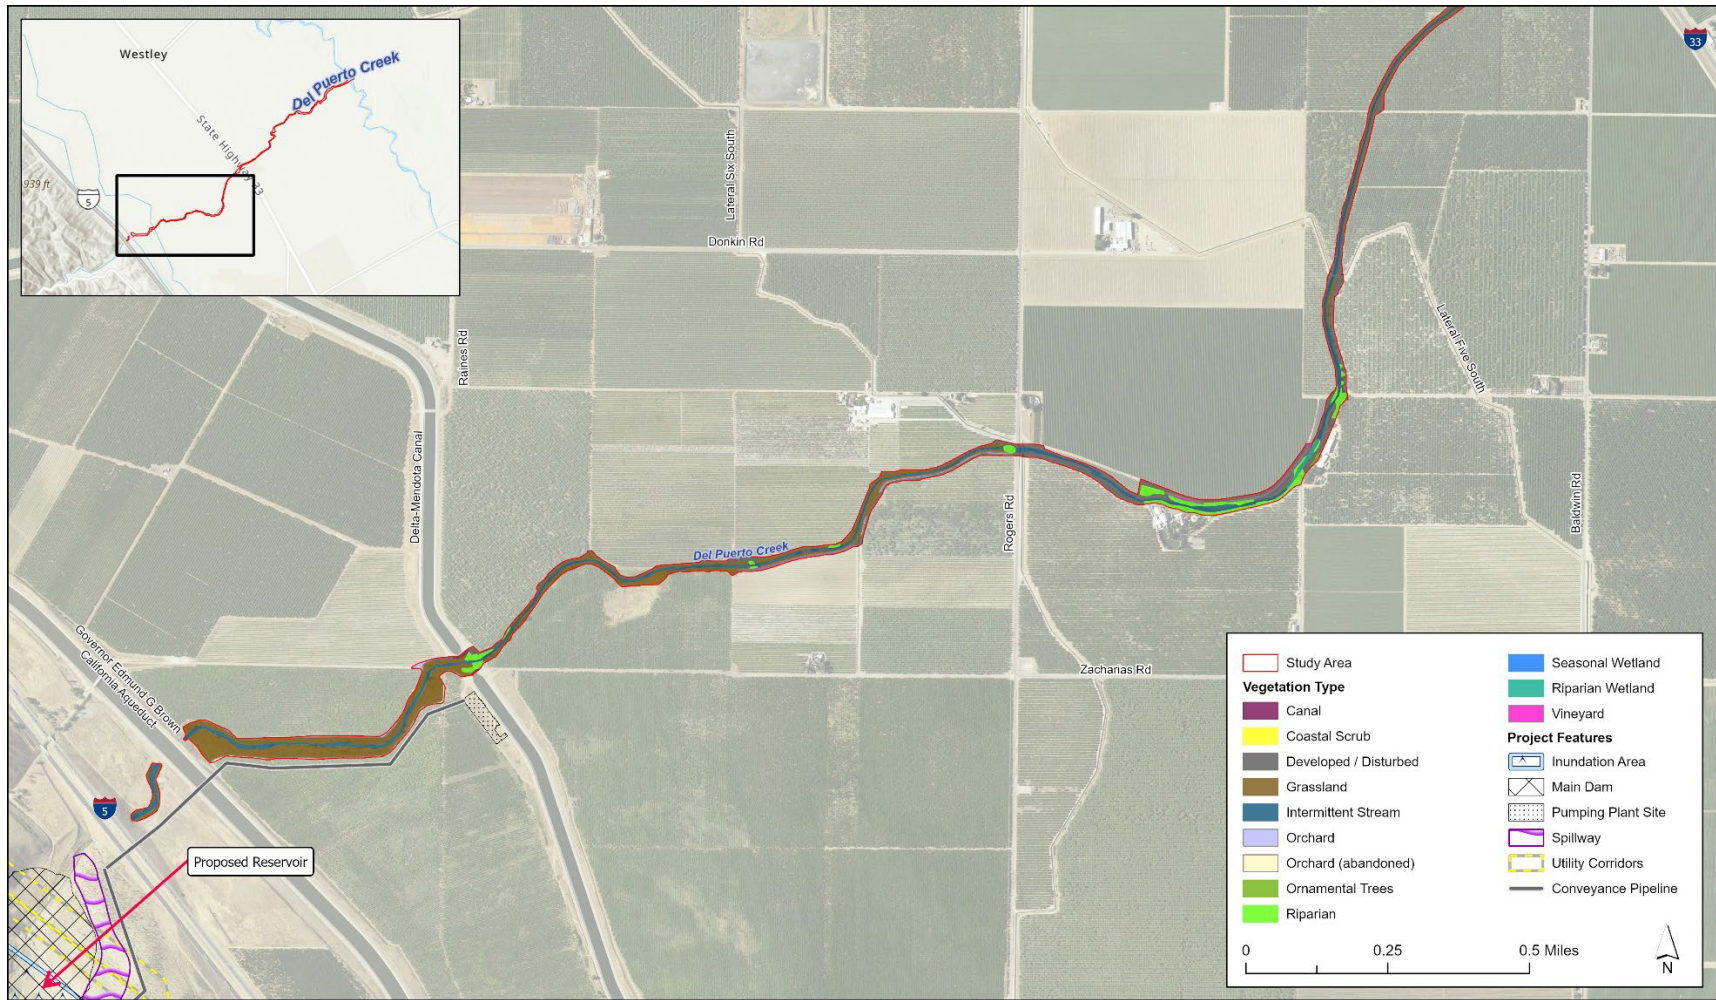 Westley
Del Puerto Creek
State Highway 33
939 ft
5
33
Lateral Six South
Donkin Rd
Raines Rd
Lateral Five South
Delta-Mendota Canal
Rogers Rd
Baldwin Rd
Del Puerto Creek
Zacharias Rd
Governor Edmund G Brown
California Aqueduct
5
Proposed Reservoir
Study Area
Vegetation Type
Canal
Coastal Scrub
Developed / Disturbed
Grassland
Intermittent Stream
Orchard
Orchard (abandoned)
Ornamental Trees
Riparian
Seasonal Wetland
Riparian Wetland
Vineyard
Project Features
Inundation Area
Main Dam
Pumping Plant Site
Spillway
Utility Corridors
Conveyance Pipeline
0 0.25 0.5 Miles
N